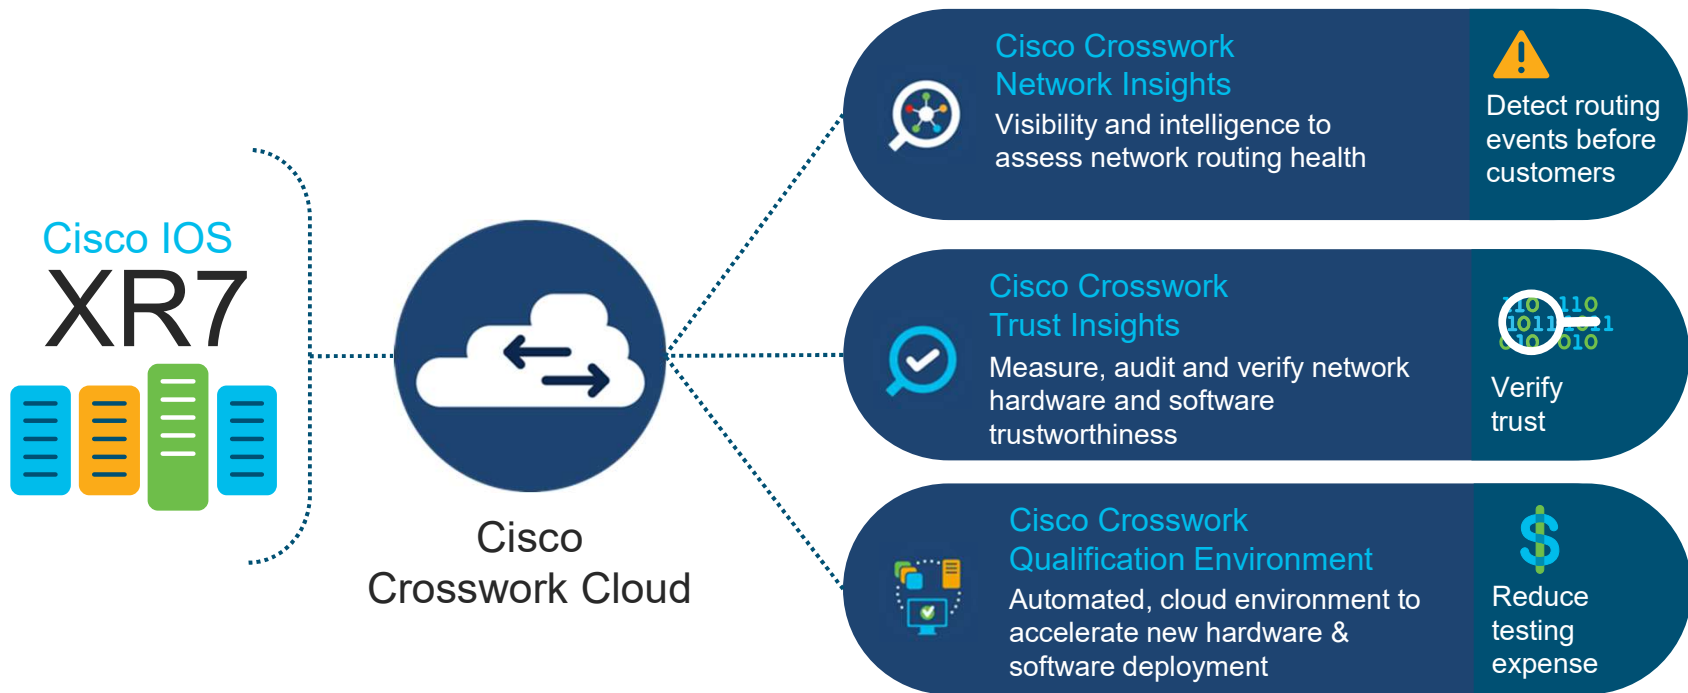 Cisco IOS
XR7
Cisco
Crosswork Cloud
Cisco Crosswork
Network Insights
Visibility and intelligence to
assess network routing health
Detect routing
events before
customers
Cisco Crosswork
Trust Insights
Measure, audit and verify network
hardware and software
trustworthiness
Verify
trust
Cisco Crosswork
Qualification Environment
Automated, cloud environment to
accelerate new hardware &
software deployment
$
Reduce
testing
expense